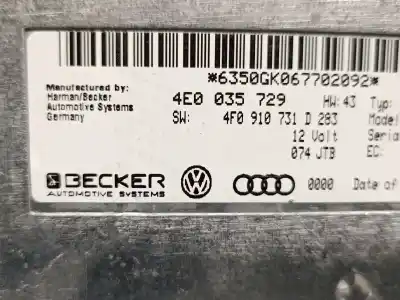 *6350GK067702092*
Manufactured by:
Harman/Becker
Automotive Systems
Germany
4E0 035 729 HW: 43 Typ:
SW: 4F0 910 731 D 283 Model
12 Volt Seria
074 JTB EC:
BECKER
AUTOMOTIVE SYSTEMS
0000 Date of